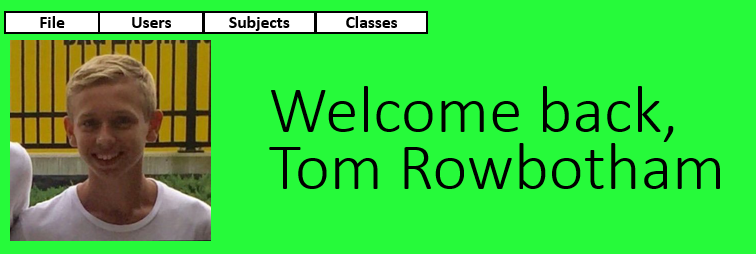 File Users Subjects Classes
Welcome back,
Tom Rowbotham